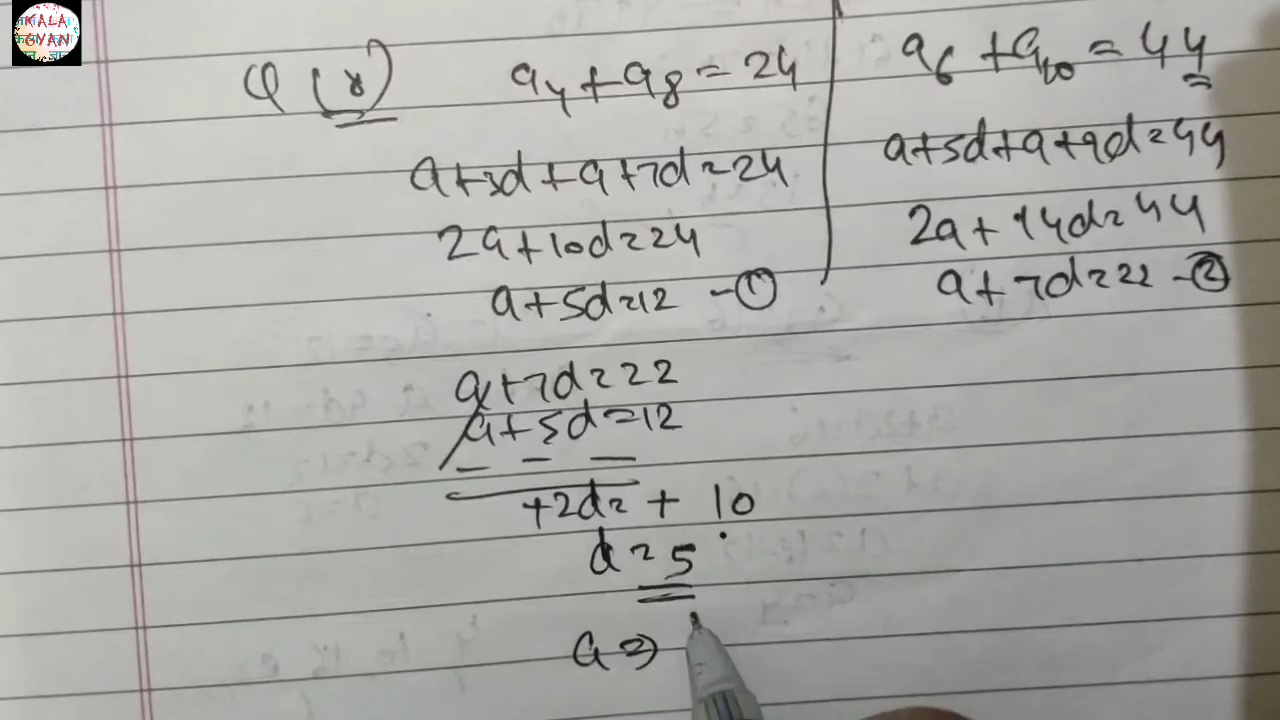 KALA
GYAN
Q (8) a4 + a8 = 24
a+3d+a+7d=24
2a+10d=24
a+5d=12 -①
a6 + a10 = 44
a+5d+a+9d=44
2a+14d=44
a+7d=22 -②
a+7d=22
a+5d=12
— — —
+2d= + 10
d=5
a=